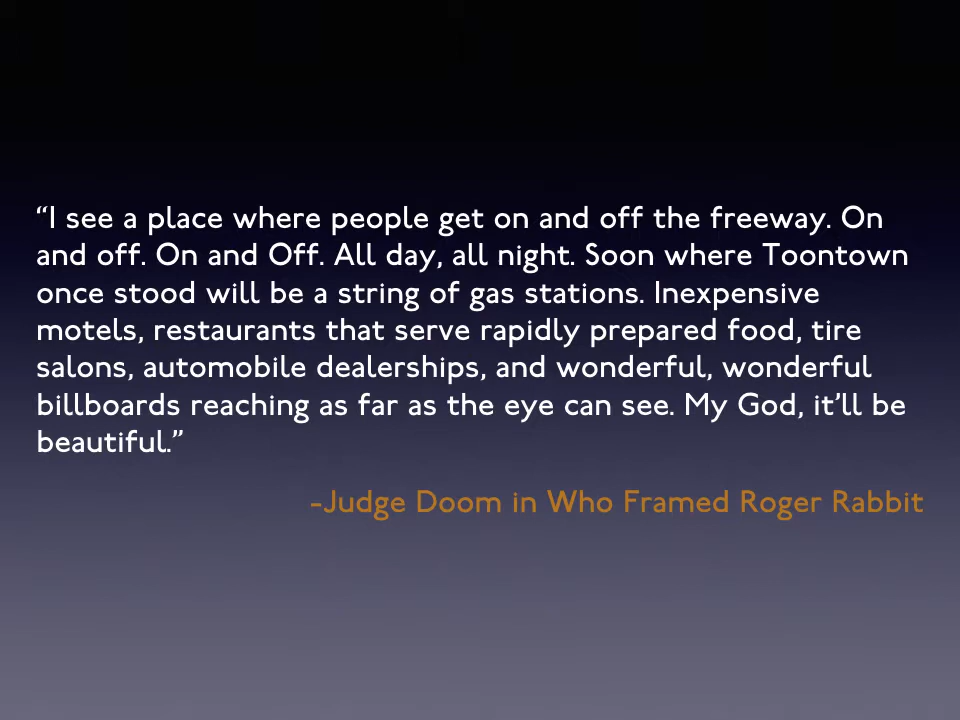 “I see a place where people get on and off the freeway. On
and off. On and Off. All day, all night. Soon where Toontown
once stood will be a string of gas stations. Inexpensive
motels, restaurants that serve rapidly prepared food, tire
salons, automobile dealerships, and wonderful, wonderful
billboards reaching as far as the eye can see. My God, it’ll be
beautiful.”
-Judge Doom in Who Framed Roger Rabbit